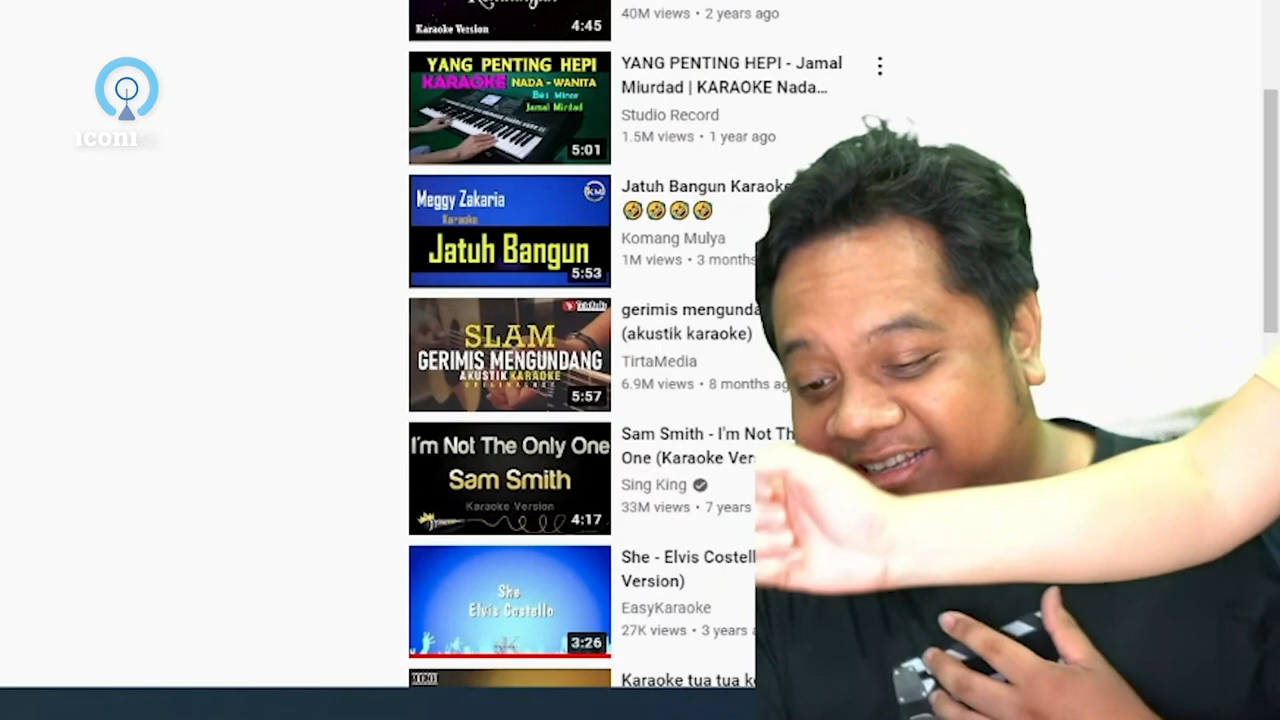 Karaoke Version
4:45
40M views • 2 years ago
iconi
YANG PENTING HEPI
KARAOKE NADA - WANITA
Bes Minor
Jamal Mirdad
5:01
YANG PENTING HEPI - Jamal
Miurdad | KARAOKE Nada...
Studio Record
1.5M views • 1 year ago
Meggy Zakaria
Karaoke
Jatuh Bangun
KM
5:53
Jatuh Bangun Karaoke
🤣🤣🤣🤣
Komang Mulya
1M views • 3 months
SLAM
GERIMIS MENGUNDANG
AKUSTIK KARAOKE
5:57
gerimis mengunda
(akustik karaoke)
TirtaMedia
6.9M views • 8 months ag
I'm Not The Only One
Sam Smith
Karaoke Version
4:17
Sam Smith - I'm Not Th
One (Karaoke Ver
Sing King
33M views • 7 years
She
Elvis Costello
3:26
She - Elvis Costell
Version)
EasyKaraoke
27K views • 3 years
Karaoke tua tua k